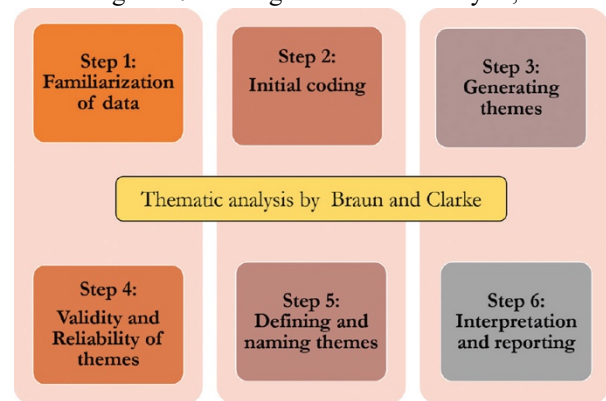 Step 1:
Familiarization
of data
Step 2:
Initial coding
Step 3:
Generating
themes
Thematic analysis by Braun and Clarke
Step 4:
Validity and
Reliability of
themes
Step 5:
Defining and
naming themes
Step 6:
Interpretation
and reporting